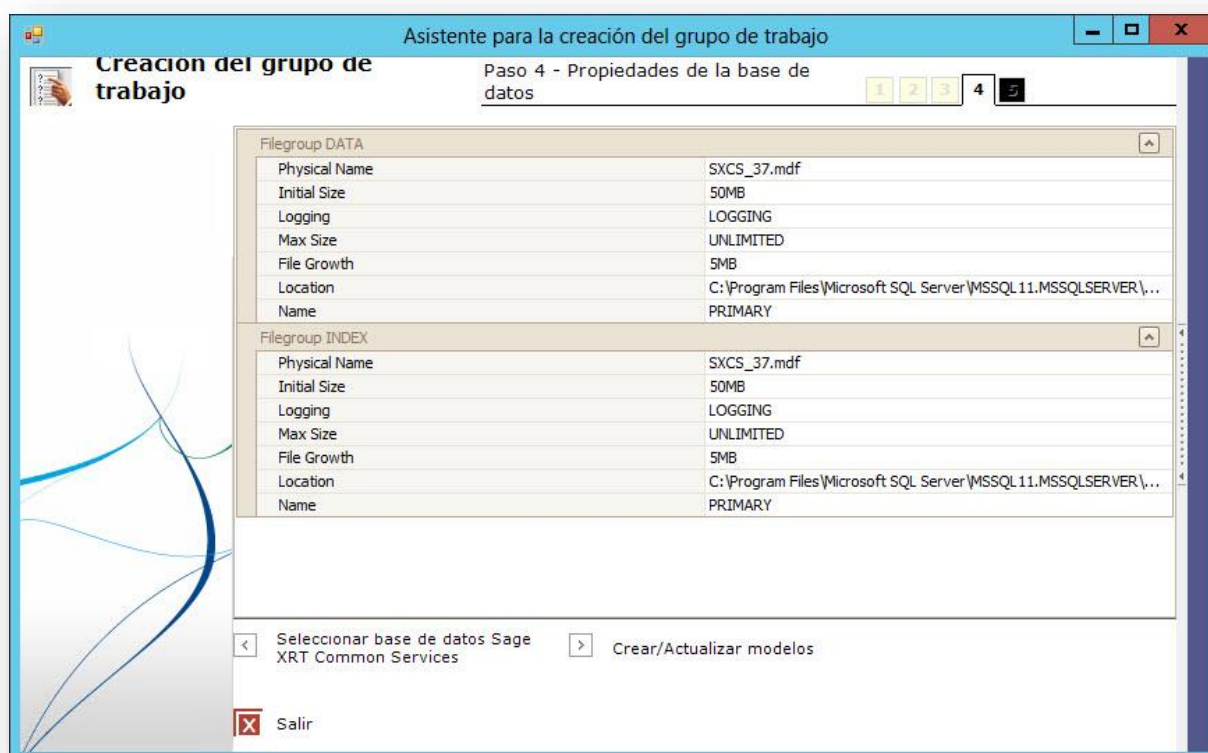 Asistente para la creación del grupo de trabajo
Creación del grupo de
trabajo
Paso 4 - Propiedades de la base de
datos
1 2 3 4 5
Filegroup DATA
Physical Name SXCS_37.mdf
Initial Size 50MB
Logging LOGGING
Max Size UNLIMITED
File Growth 5MB
Location C:\Program Files\Microsoft SQL Server\MSSQL11.MSSQLSERVER\...
Name PRIMARY
Filegroup INDEX
Physical Name SXCS_37.mdf
Initial Size 50MB
Logging LOGGING
Max Size UNLIMITED
File Growth 5MB
Location C:\Program Files\Microsoft SQL Server\MSSQL11.MSSQLSERVER\...
Name PRIMARY
Seleccionar base de datos Sage
XRT Common Services
Crear/Actualizar modelos
Salir